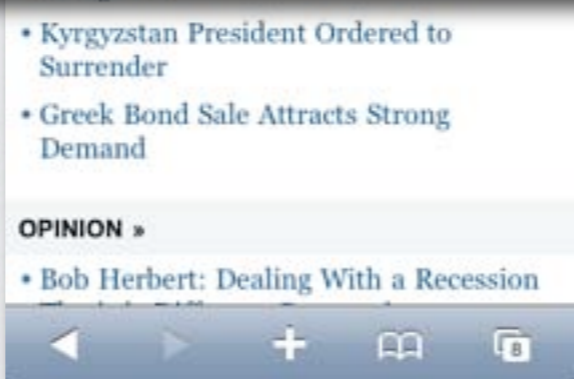 • Kyrgyzstan President Ordered to
Surrender
• Greek Bond Sale Attracts Strong
Demand
OPINION »
• Bob Herbert: Dealing With a Recession
8